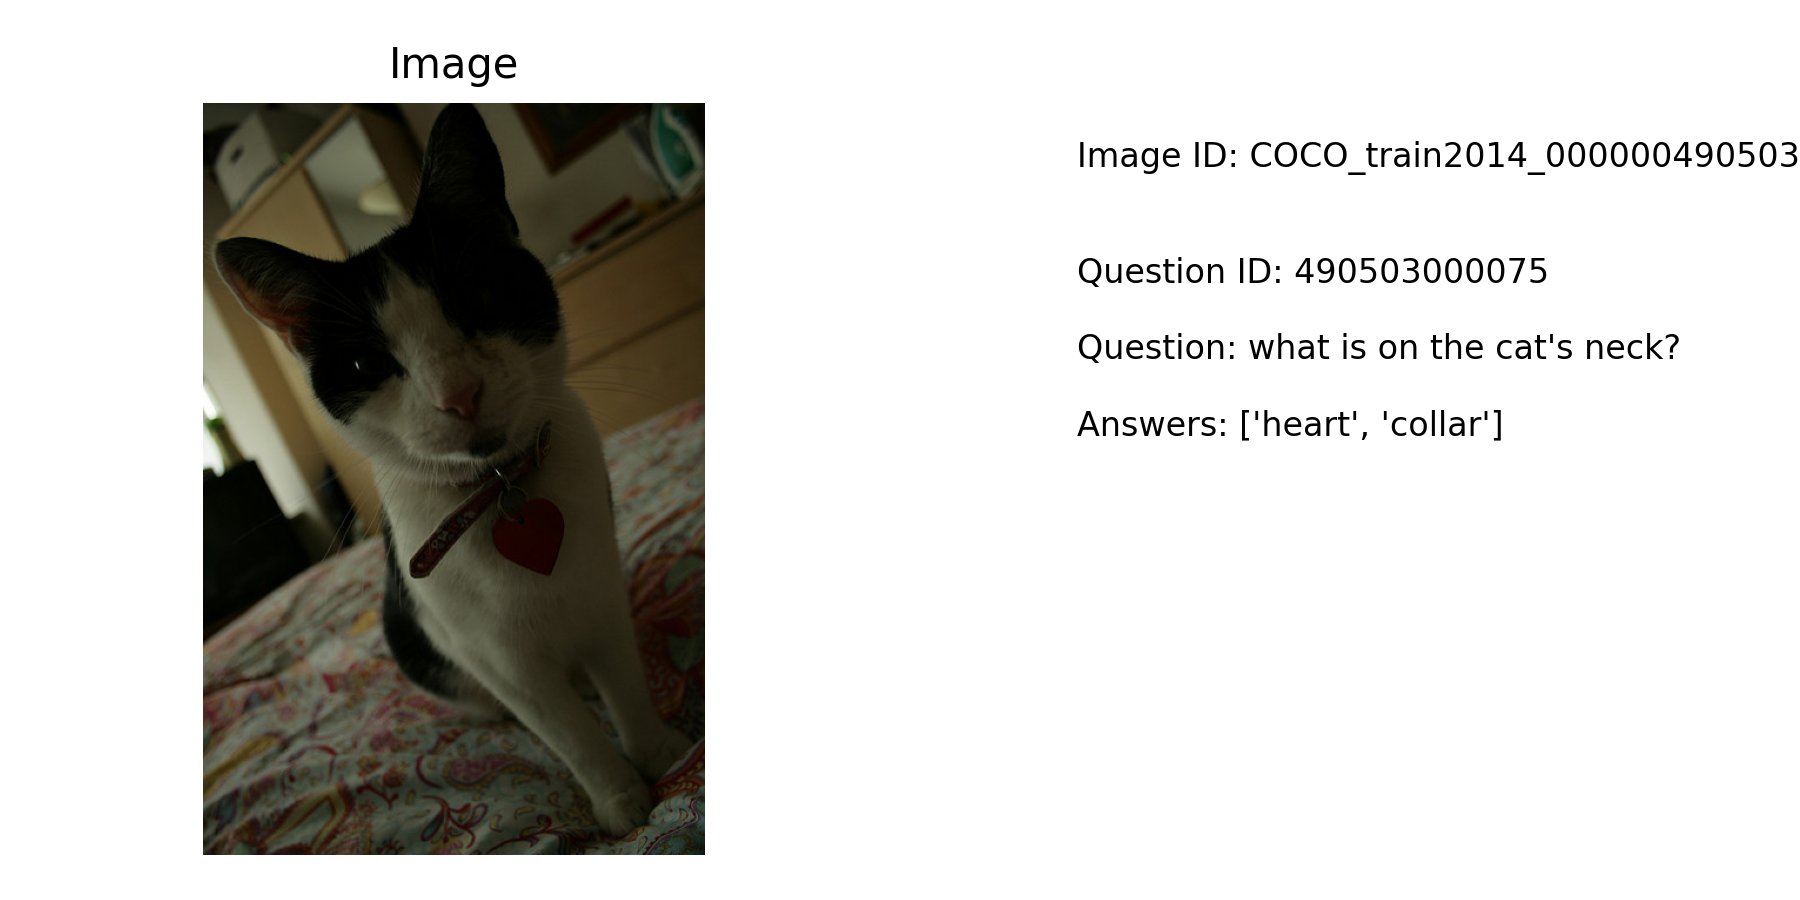 Image
Image ID: COCO_train2014_000000490503
Question ID: 490503000075
Question: what is on the cat's neck?
Answers: ['heart', 'collar']